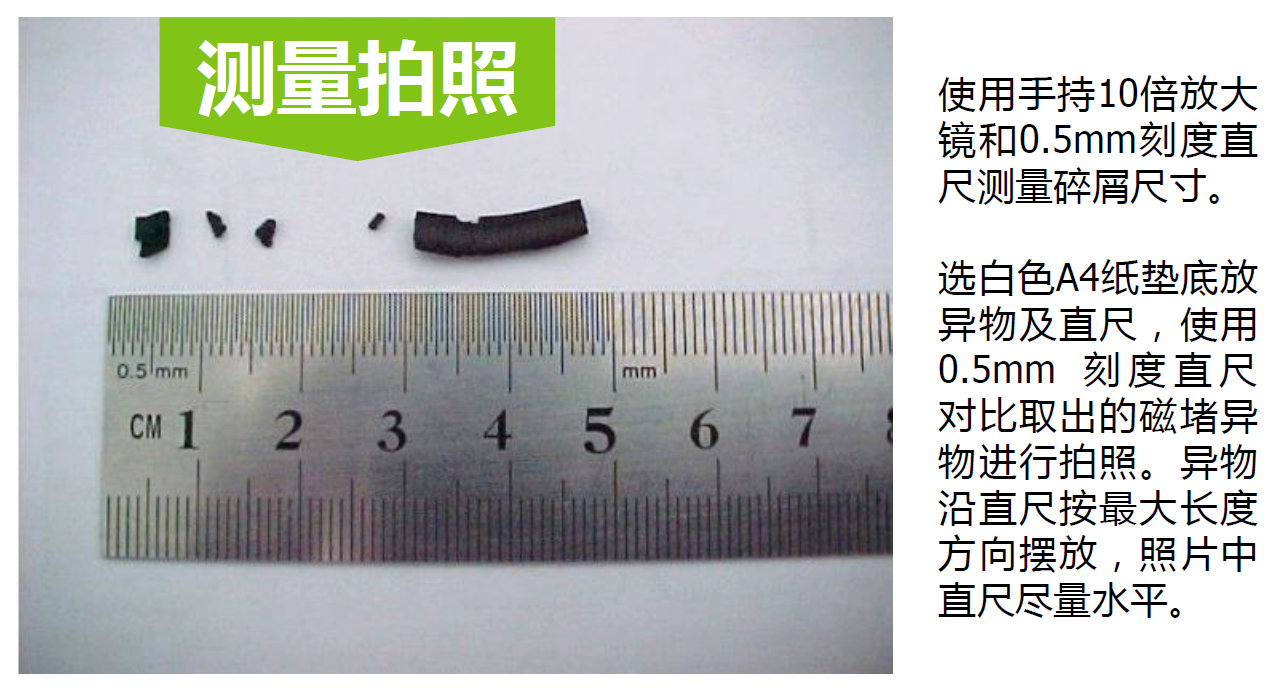 测量拍照
使用手持10倍放大
镜和0.5mm刻度直
尺测量碎屑尺寸。
选白色A4纸垫底放
异物及直尺，使用
0.5mm 刻度直尺
对比取出的磁堵异
物进行拍照。异物
沿直尺按最大长度
方向摆放，照片中
直尺尽量水平。
0.5 mm
mm
CM 1 2 3 4 5 6 7